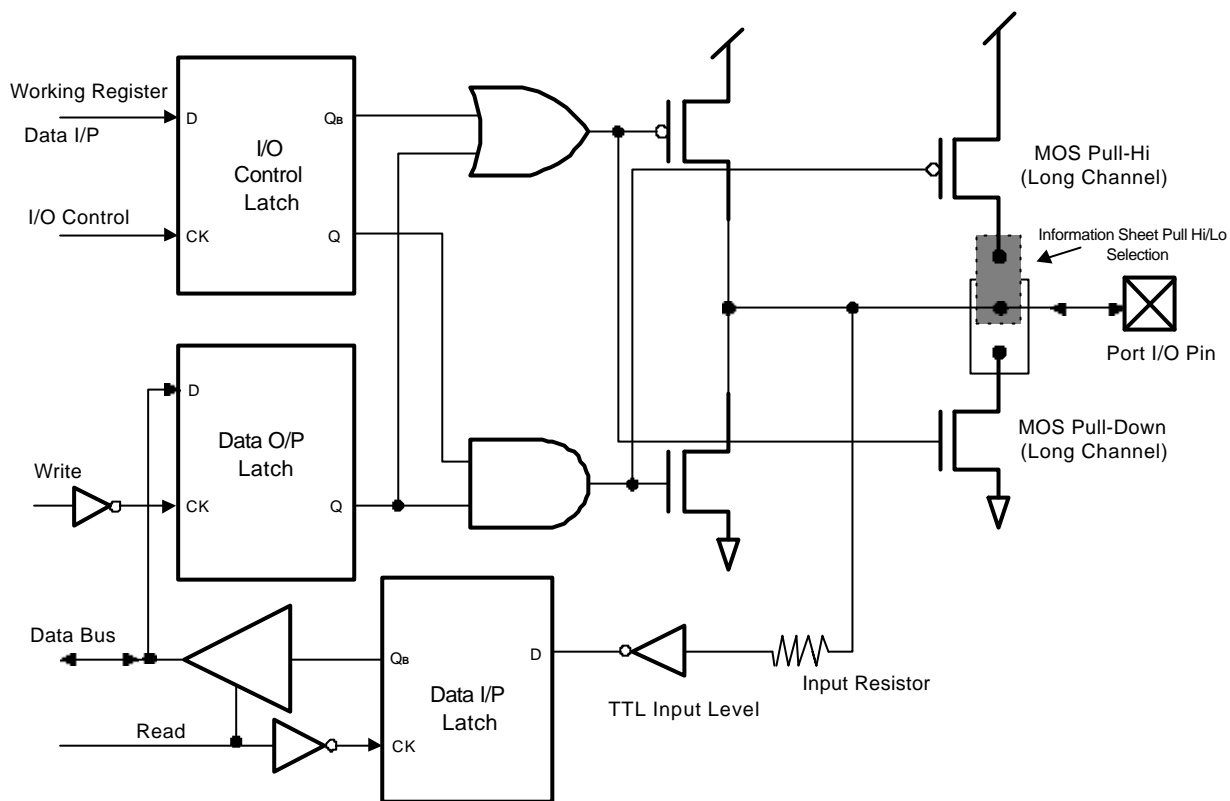 Working Register
Data I/P
D
QB
I/O
Control
Latch
I/O Control
CK
Q
MOS Pull-Hi
(Long Channel)
Information Sheet Pull Hi/Lo
Selection
Port I/O Pin
D
Data O/P
Latch
Write
CK
Q
MOS Pull-Down
(Long Channel)
Data Bus
QB
D
Data I/P
Latch
TTL Input Level
Input Resistor
Read
CK